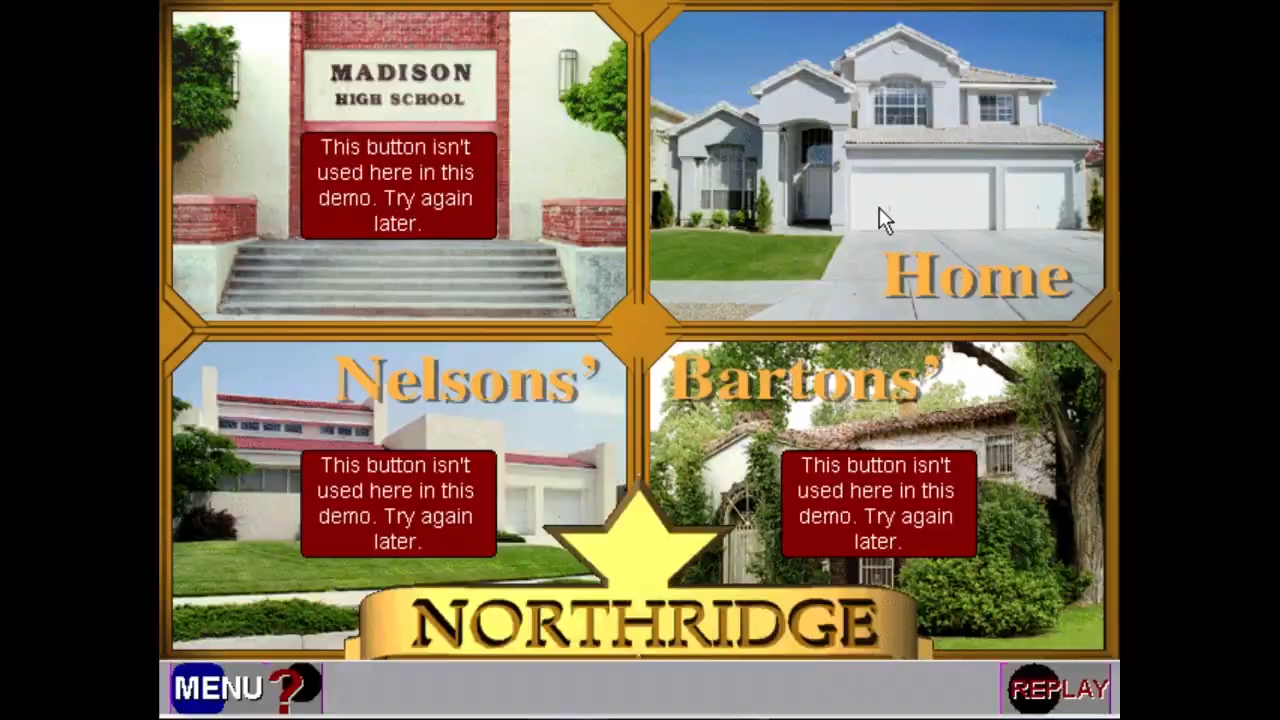 MADISON
HIGH SCHOOL
This button isn't
used here in this
demo. Try again
later.
Home
Nelsons’
This button isn't
used here in this
demo. Try again
later.
Bartons’
This button isn't
used here in this
demo. Try again
later.
NORTHRIDGE
MENU ?
REPLAY